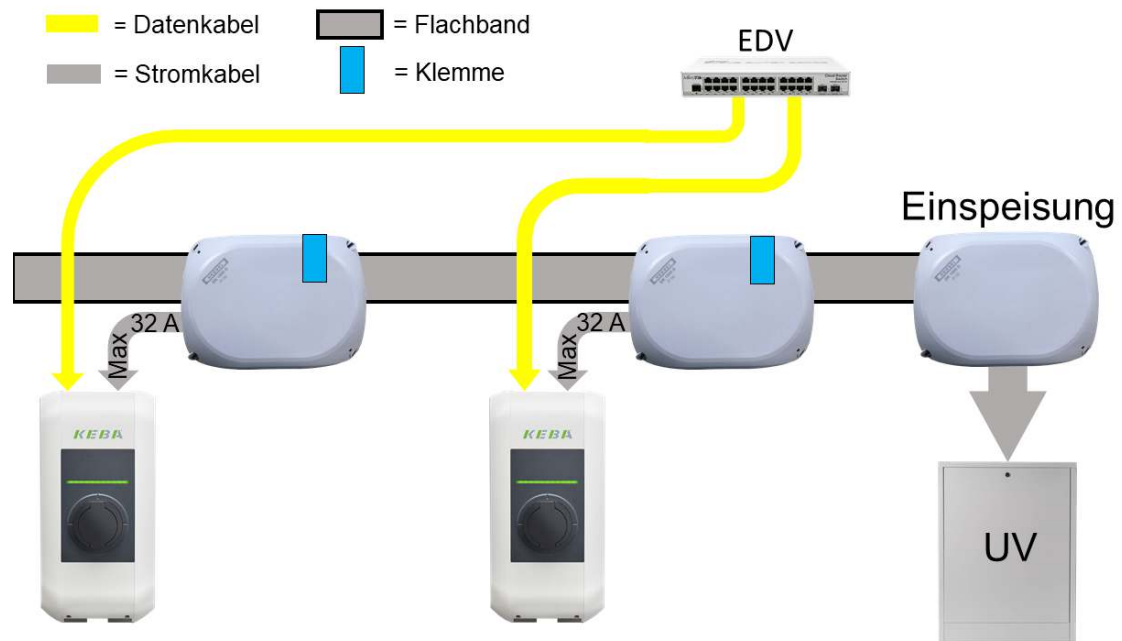 = Datenkabel
= Flachband
= Stromkabel
= Klemme
EDV
Einspeisung
32 A
Max
32 A
Max
KEBA
KEBA
UV